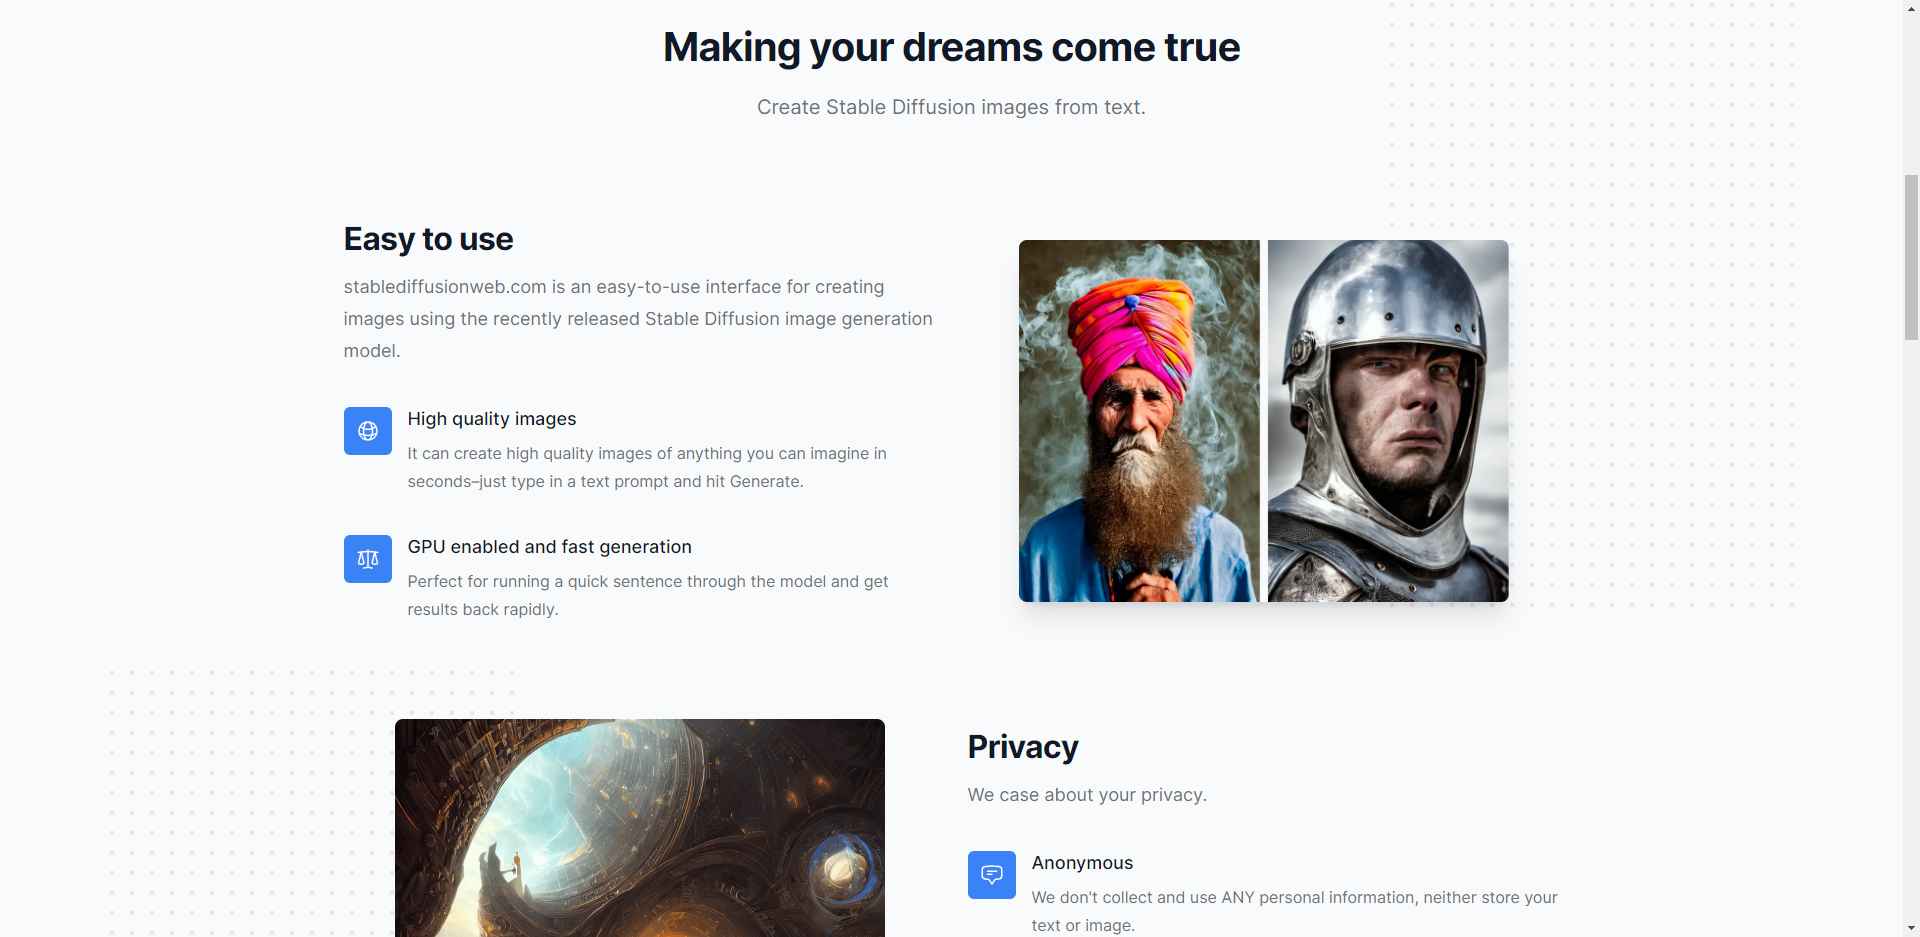 Making your dreams come true
Create Stable Diffusion images from text.
Easy to use
stablediffusionweb.com is an easy-to-use interface for creating
images using the recently released Stable Diffusion image generation
model.
High quality images
It can create high quality images of anything you can imagine in
seconds–just type in a text prompt and hit Generate.
GPU enabled and fast generation
Perfect for running a quick sentence through the model and get
results back rapidly.
Privacy
We case about your privacy.
Anonymous
We don't collect and use ANY personal information, neither store your
text or image.